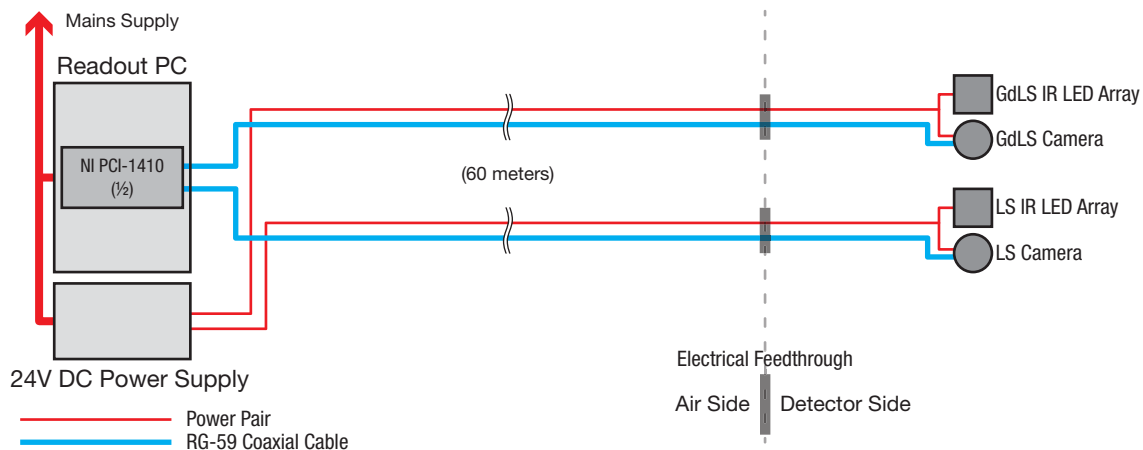 Mains Supply
Readout PC
NI PCI-1410
(½)
24V DC Power Supply
(60 meters)
GdLS IR LED Array
GdLS Camera
LS IR LED Array
LS Camera
Electrical Feedthrough
Air Side
Detector Side
Power Pair
RG-59 Coaxial Cable